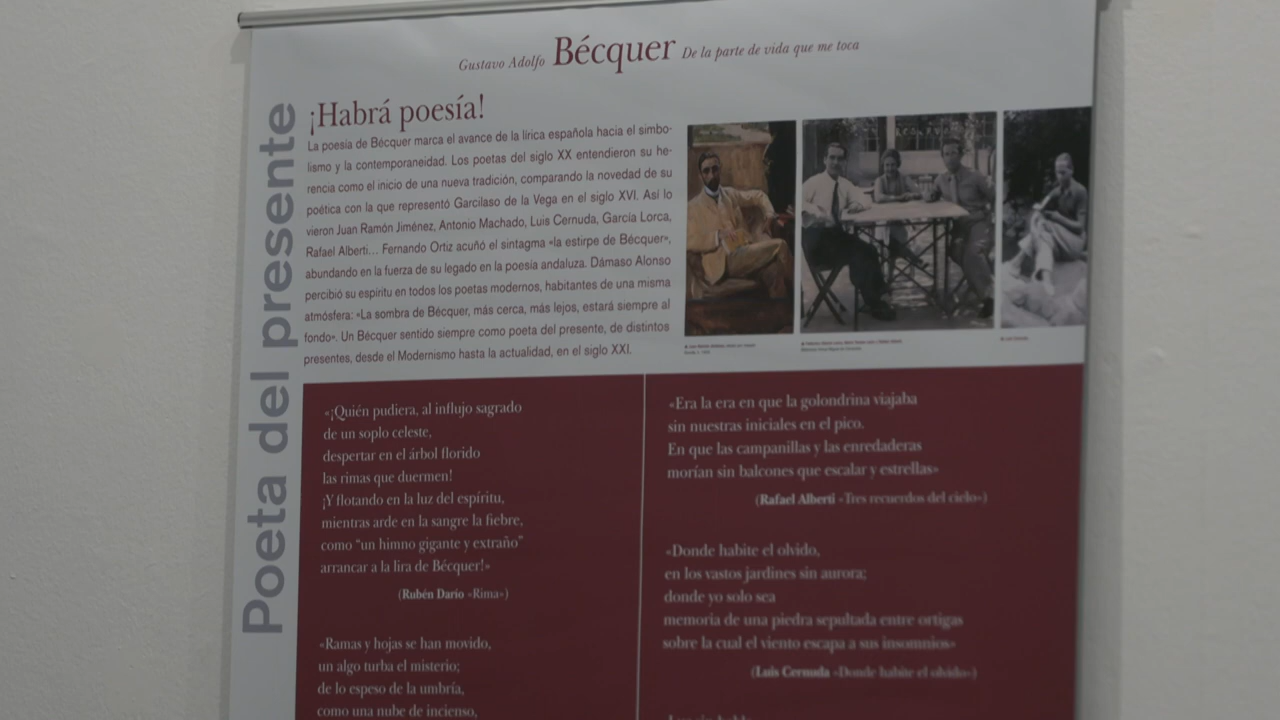 Gustavo Adolfo Bécquer De la parte de vida que me toca
Poeta del presente
¡Habrá poesía!
La poesía de Bécquer marca el avance de la lírica española hacia el simbo-
lismo y la contemporaneidad. Los poetas del siglo XX entendieron su he-
rencia como el inicio de una nueva tradición, comparando la novedad de su
poética con la que representó Garcilaso de la Vega en el siglo XVI. Así lo
vieron Juan Ramón Jiménez, Antonio Machado, Luis Cernuda, García Lorca,
Rafael Alberti... Fernando Ortiz acuñó el sintagma «la estirpe de Bécquer»,
abundando en la fuerza de su legado en la poesía andaluza. Dámaso Alonso
percibió su espíritu en todos los poetas modernos, habitantes de una misma
atmósfera: «La sombra de Bécquer, más cerca, más lejos, estará siempre al
fondo». Un Bécquer sentido siempre como poeta del presente, de distintos
presentes, desde el Modernismo hasta la actualidad, en el siglo XXI.
«¡Quién pudiera, al influjo sagrado
de un soplo celeste,
despertar en el árbol florido
las rimas que duermen!
¡Y flotando en la luz del espíritu,
mientras arde en la sangre la fiebre,
como "un himno gigante y extraño"
arrancar a la lira de Bécquer!»
(Rubén Darío «Rima»)
«Ramas y hojas se han movido,
un algo turba el misterio;
de lo espeso de la umbría,
como una nube de incienso,
«Era la era en que la golondrina viajaba
sin nuestras iniciales en el pico.
En que las campanillas y las enredaderas
morían sin balcones que escalar y estrellas»
(Rafael Alberti «Tres recuerdos del cielo»)
«Donde habite el olvido,
en los vastos jardines sin aurora;
donde yo solo sea
memoria de una piedra sepultada entre ortigas
sobre la cual el viento escapa a sus insomnios»
(Luis Cernuda «Donde habite el olvido»)